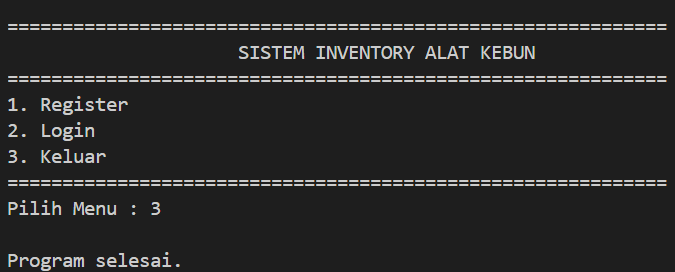 ============================================================
SISTEM INVENTORY ALAT KEBUN
============================================================
1. Register
2. Login
3. Keluar
============================================================
Pilih Menu : 3
Program selesai.